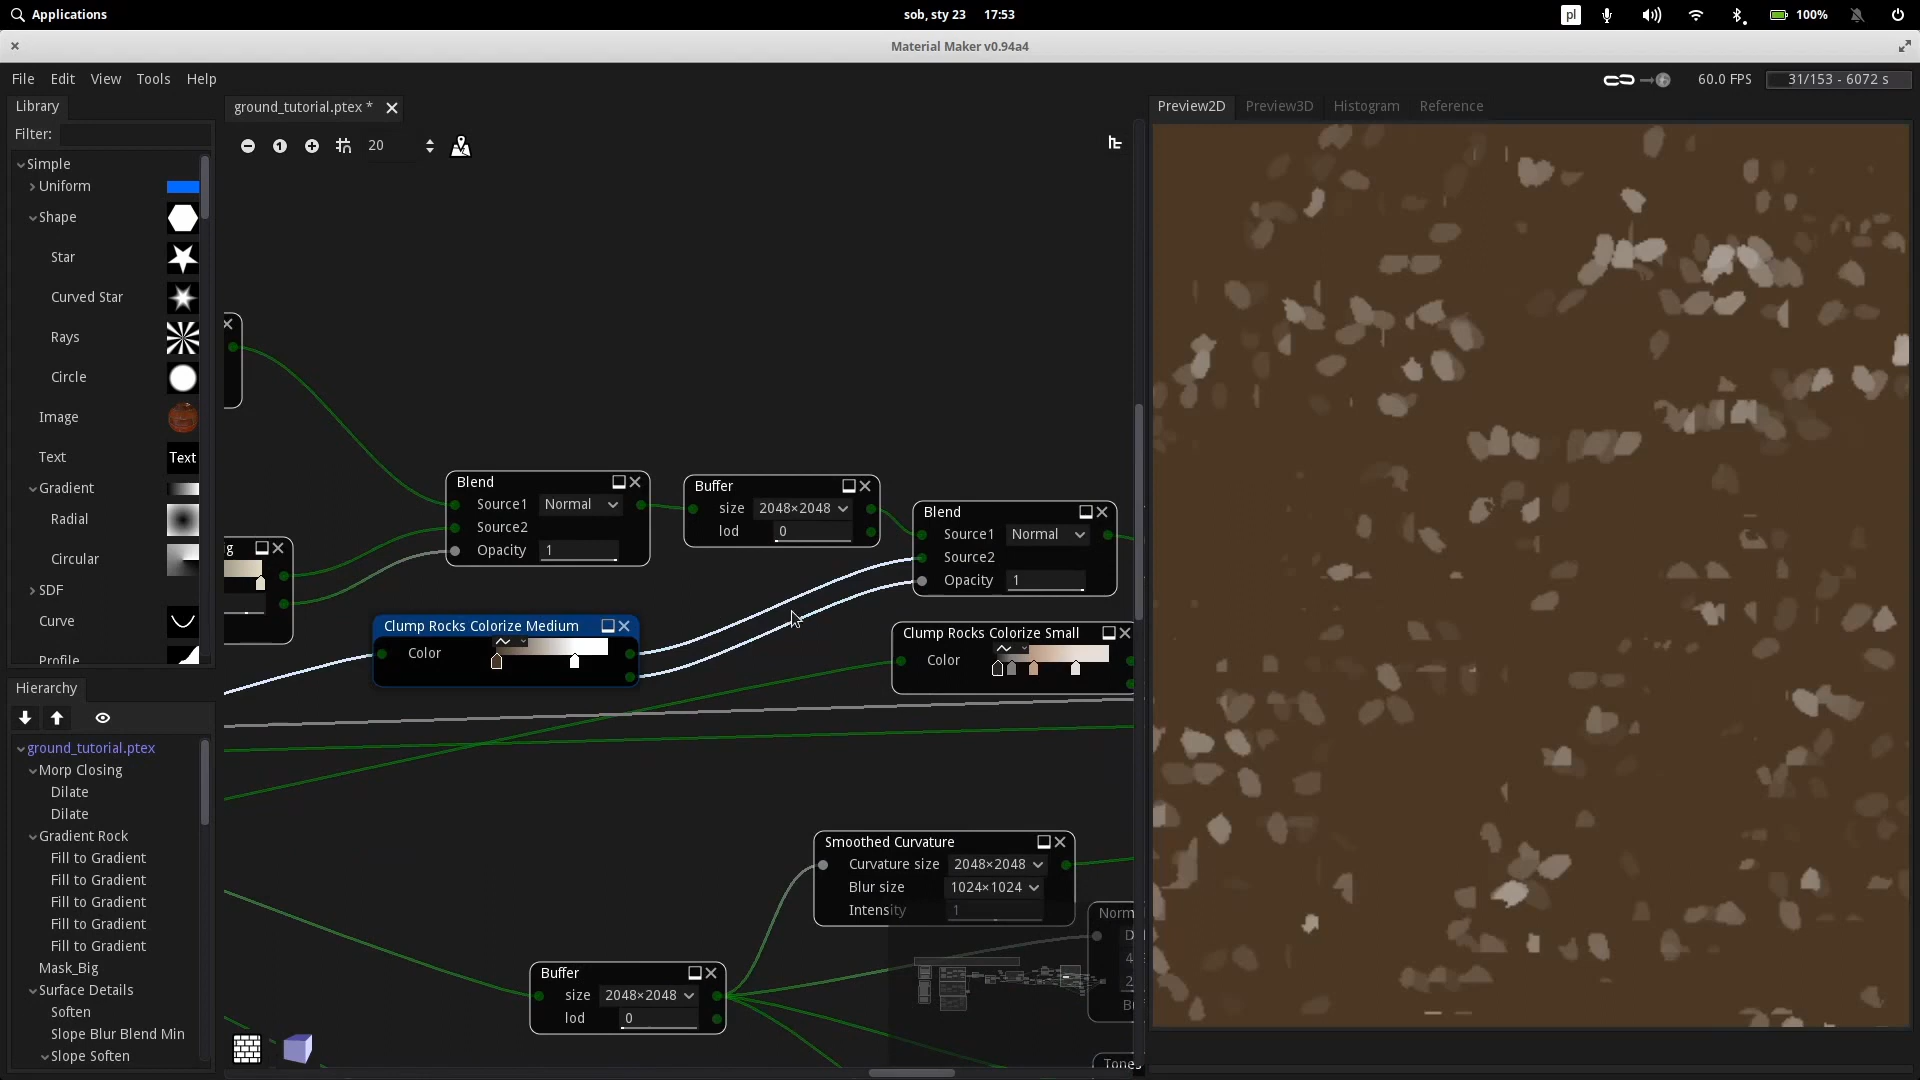 Applications
sob, sty 23 17:53
pl
100%
Material Maker v0.94a4
File Edit View Tools Help
60.0 FPS
31/153 - 6072 s
Library
Filter:
Simple
Uniform
Shape
Star
Curved Star
Rays
Circle
Image
Text
Text
Gradient
Radial
Circular
SDF
Curve
Profile
Hierarchy
ground_tutorial.ptex
Morp Closing
Dilate
Dilate
Gradient Rock
Fill to Gradient
Fill to Gradient
Fill to Gradient
Fill to Gradient
Fill to Gradient
Mask_Big
Surface Details
Soften
Slope Blur Blend Min
Slope Soften
ground_tutorial.ptex *
1
20
ig
Blend
Source1 Normal
Source2
Opacity 1
Buffer
size 2048×2048
lod 0
Blend
Source1 Normal
Source2
Opacity 1
Clump Rocks Colorize Medium
Color
Clump Rocks Colorize Small
Color
Smoothed Curvature
Curvature size 2048×2048
Blur size 1024×1024
Intensity 1
Buffer
size 2048×2048
lod 0
Preview2D Preview3D Histogram Reference